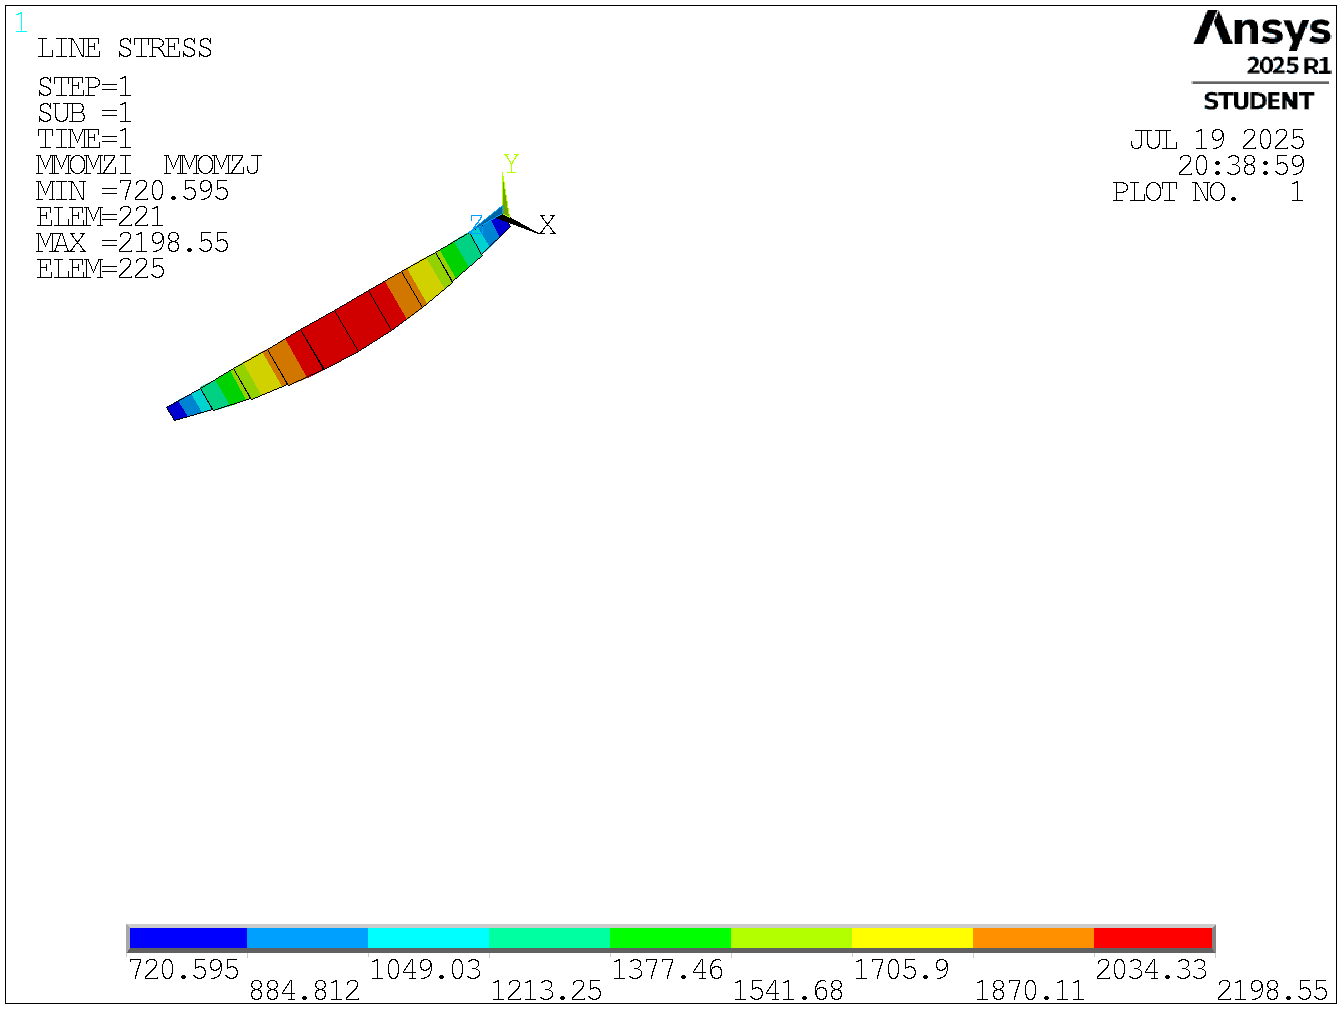 1
LINE STRESS
STEP=1
SUB =1
TIME=1
MMOMZI  MMOMZJ
MIN =720.595
ELEM=221
MAX =2198.55
ELEM=225
Ansys
2025 R1
STUDENT
JUL 19 2025
20:38:59
PLOT NO.   1
Y
Z
X
720.595
884.812
1049.03
1213.25
1377.46
1541.68
1705.9
1870.11
2034.33
2198.55